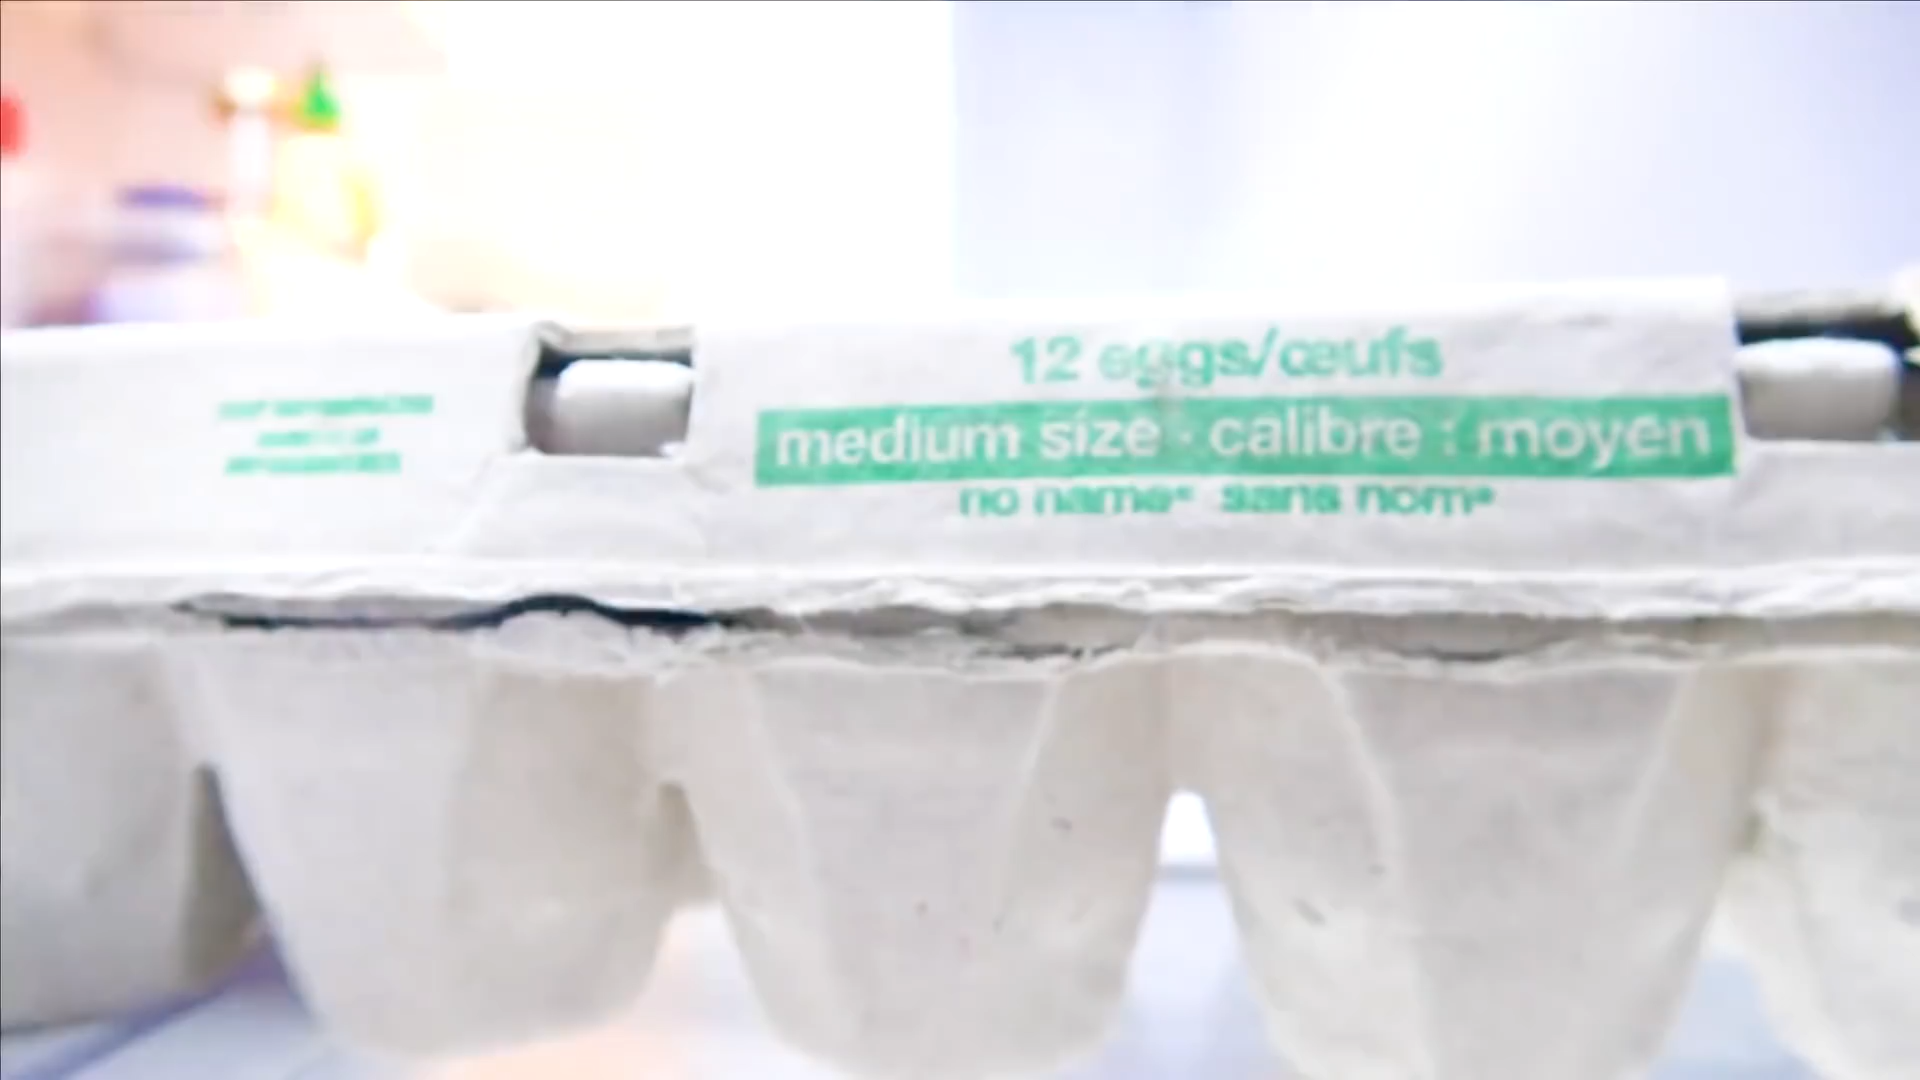 12 eggs/œufs
medium size · calibre : moyen
no name® sans nom®